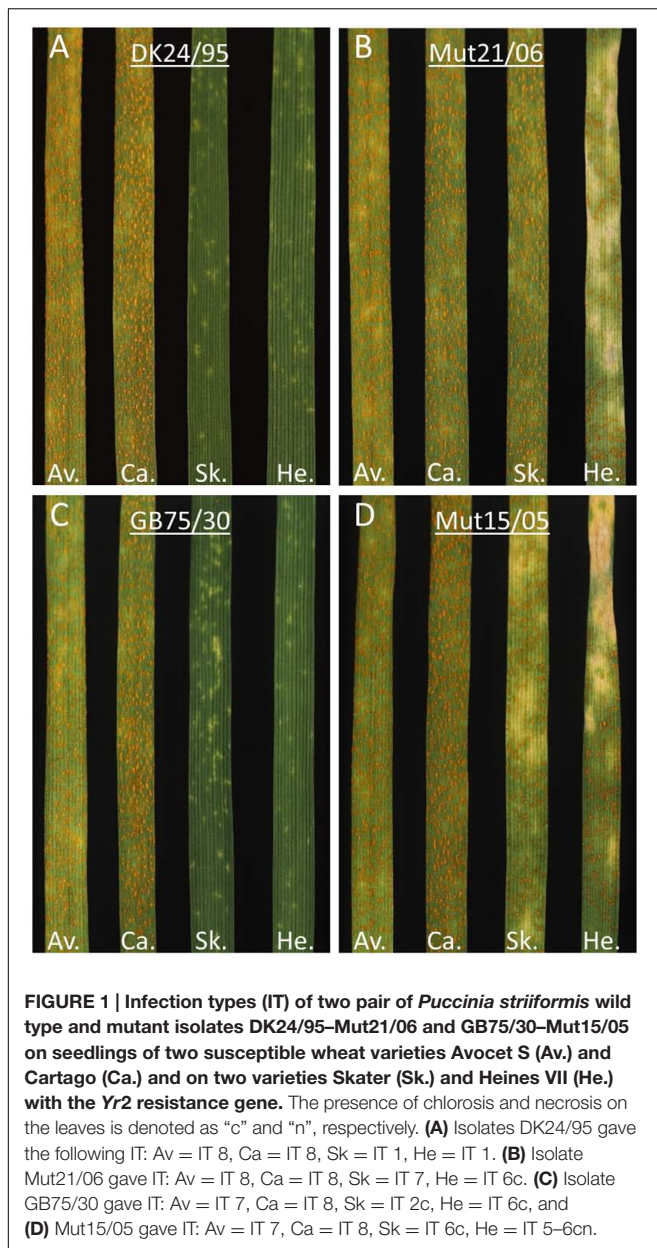 A
DK24/95
B
Mut21/06
Av.
Ca.
Sk.
He.
Av.
Ca.
Sk.
He.
C
GB75/30
D
Mut15/05
Av.
Ca.
Sk.
He.
Av.
Ca.
Sk.
He.
FIGURE 1 | Infection types (IT) of two pair of Puccinia striiformis wild
type and mutant isolates DK24/95–Mut21/06 and GB75/30–Mut15/05
on seedlings of two susceptible wheat varieties Avocet S (Av.) and
Cartago (Ca.) and on two varieties Skater (Sk.) and Heines VII (He.)
with the Yr2 resistance gene. The presence of chlorosis and necrosis on
the leaves is denoted as “c” and “n”, respectively. (A) Isolates DK24/95 gave
the following IT: Av = IT 8, Ca = IT 8, Sk = IT 1, He = IT 1. (B) Isolate
Mut21/06 gave IT: Av = IT 8, Ca = IT 8, Sk = IT 7, He = IT 6c. (C) Isolate
GB75/30 gave IT: Av = IT 7, Ca = IT 8, Sk = IT 2c, He = IT 6c, and
(D) Mut15/05 gave IT: Av = IT 7, Ca = IT 8, Sk = IT 6c, He = IT 5–6cn.